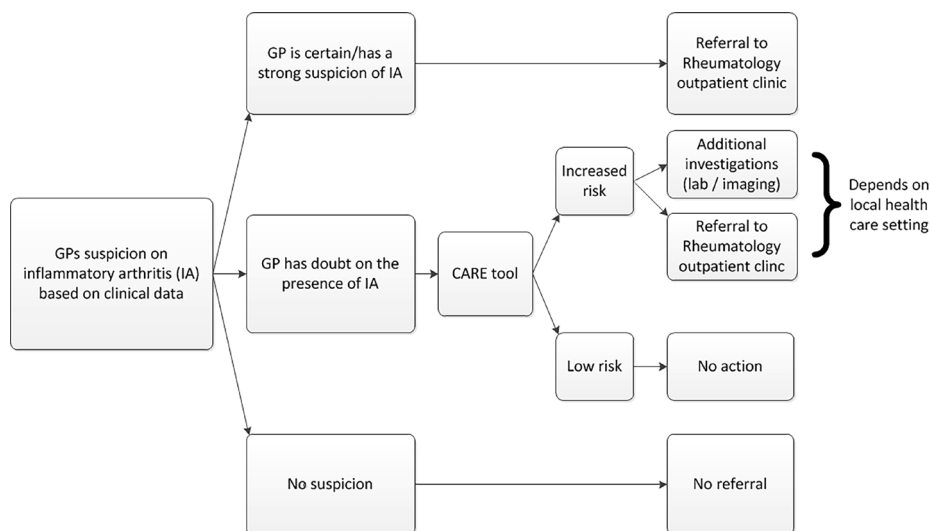 GP is certain/has a
strong suspicion of IA
Referral to
Rheumatology
outpatient clinic
GPs suspicion on
inflammatory arthritis (IA)
based on clinical data
GP has doubt on the
presence of IA
CARE tool
Increased
risk
Additional
investigations
(lab / imaging)
Referral to
Rheumatology
outpatient clinc
Depends on
local health
care setting
Low risk
No action
No suspicion
No referral